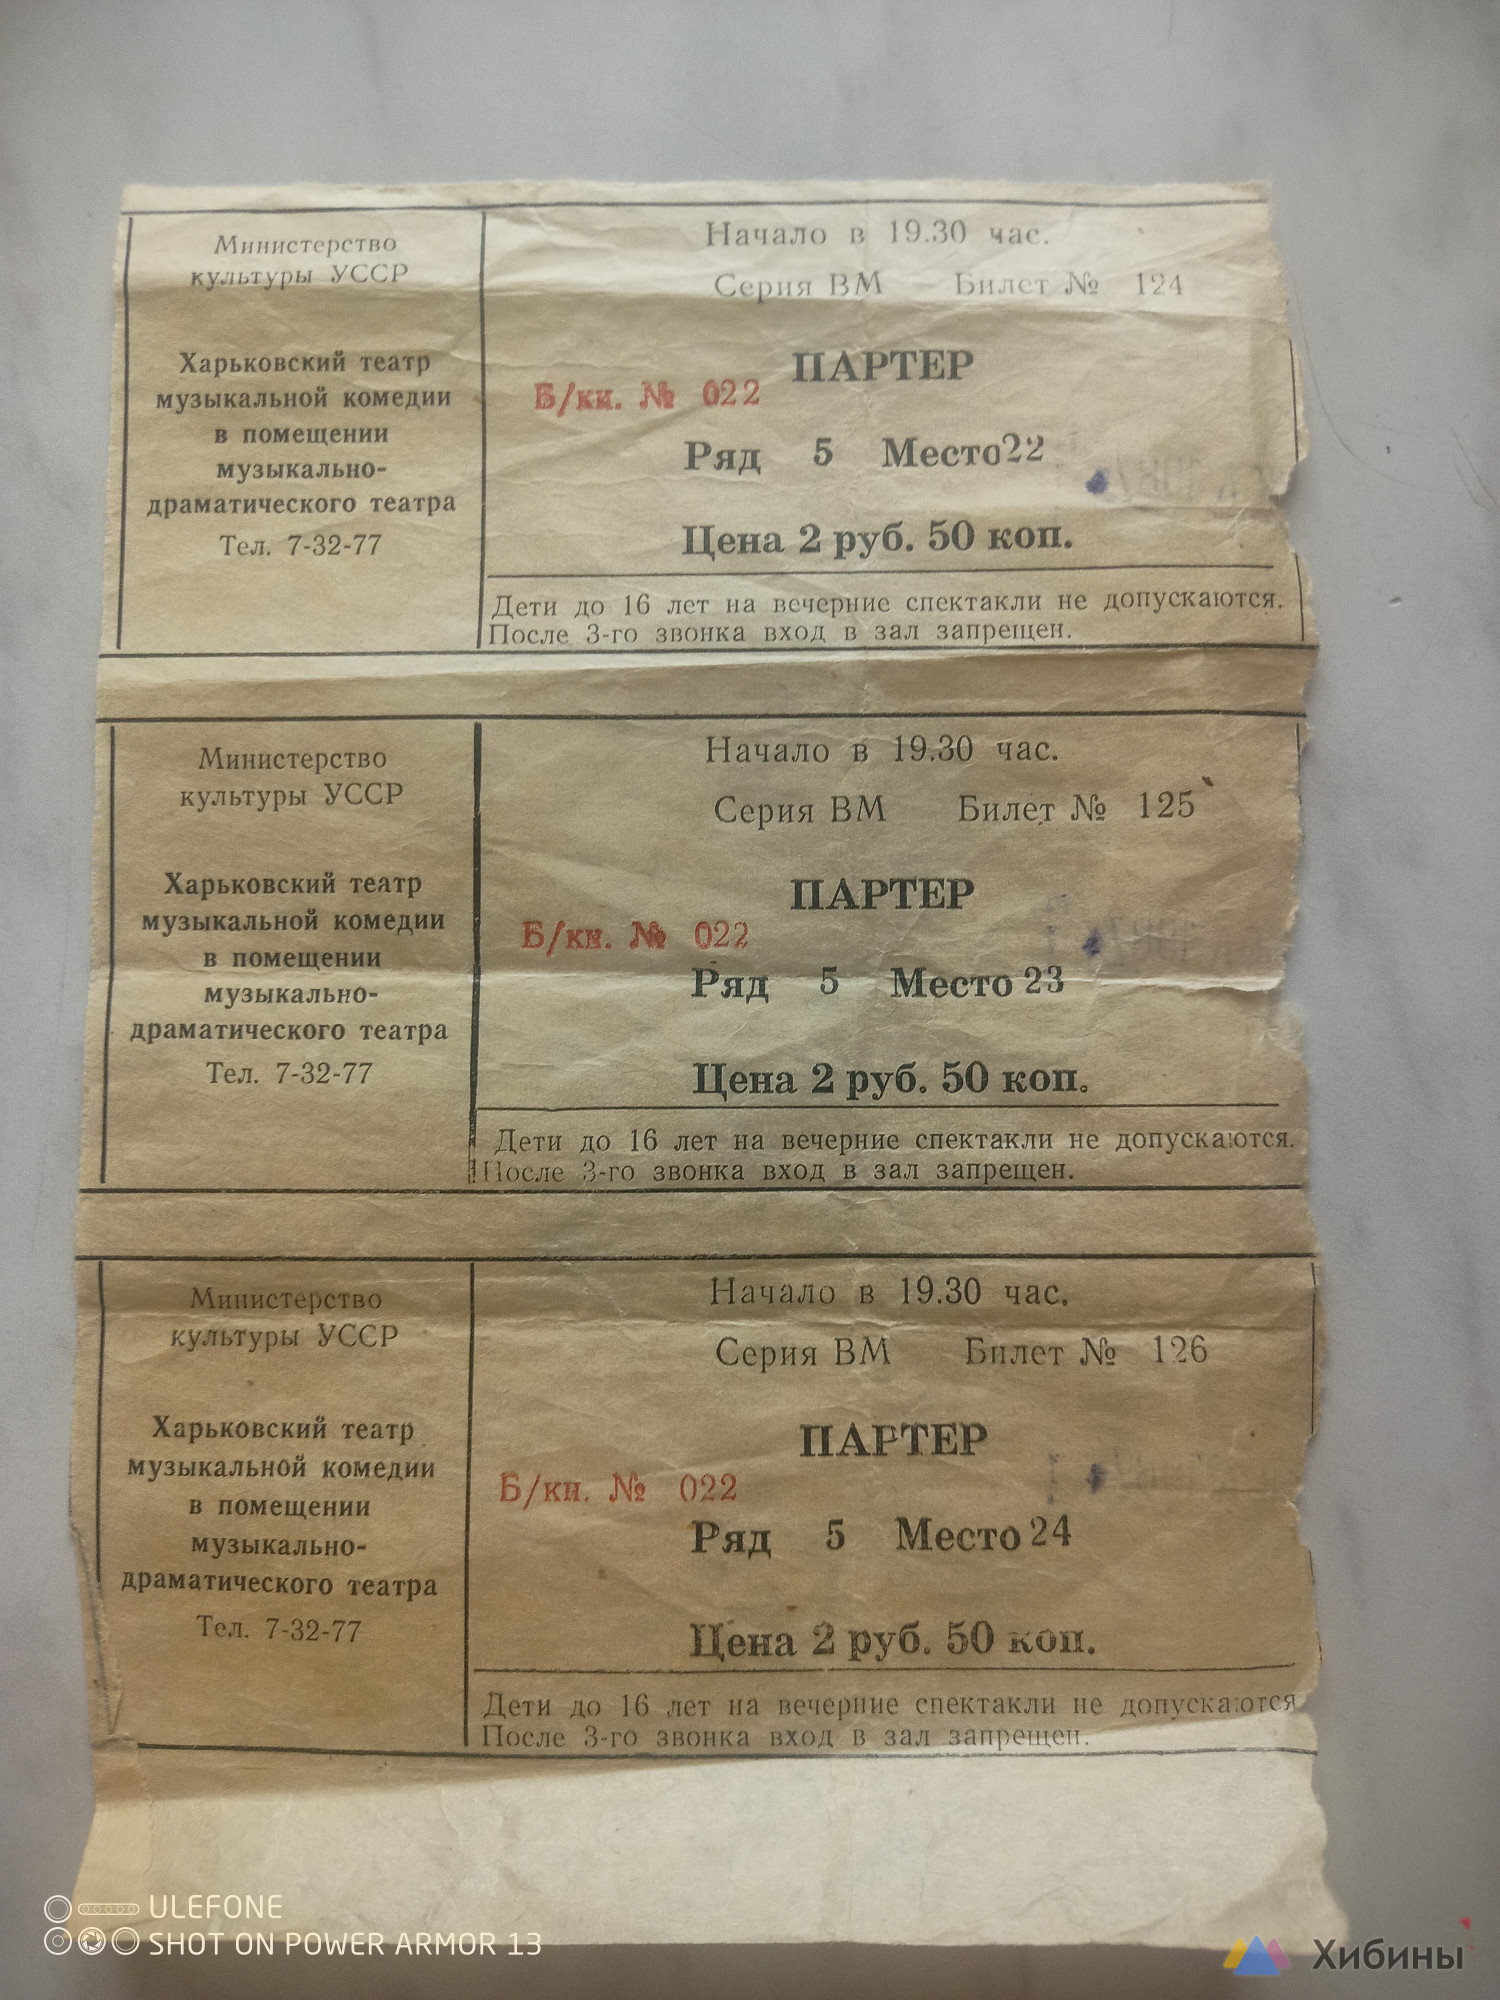 Министерство
культуры УССР
Харьковский театр
музыкальной комедии
в помещении
музыкально-
драматического театра
Тел. 7-32-77
Начало в 19.30 час.
Серия ВМ Билет № 124
ПАРТЕР
Б/кн. № 022
Ряд 5 Место 22
Цена 2 руб. 50 коп.
Дети до 16 лет на вечерние спектакли не допускаются.
После 3-го звонка вход в зал запрещен.
Министерство
культуры УССР
Харьковский театр
музыкальной комедии
в помещении
музыкально-
драматического театра
Тел. 7-32-77
Начало в 19.30 час.
Серия ВМ Билет № 125
ПАРТЕР
Б/кн. № 022
Ряд 5 Место 23
Цена 2 руб. 50 коп.
Дети до 16 лет на вечерние спектакли не допускаются.
После 3-го звонка вход в зал запрещен.
Министерство
культуры УССР
Харьковский театр
музыкальной комедии
в помещении
музыкально-
драматического театра
Тел. 7-32-77
Начало в 19.30 час.
Серия ВМ Билет № 126
ПАРТЕР
Б/кн. № 022
Ряд 5 Место 24
Цена 2 руб. 50 коп.
Дети до 16 лет на вечерние спектакли не допускаются
После 3-го звонка вход в зал запрещен.
ULEFONE
SHOT ON POWER ARMOR 13
Хибины